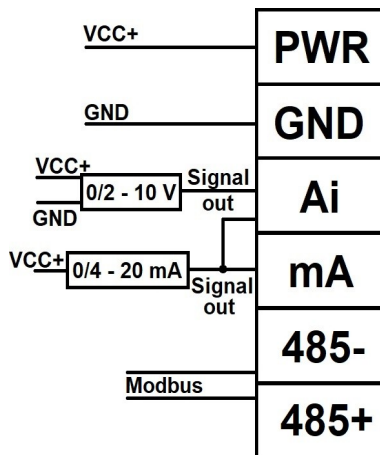 VCC+
PWR
GND
GND
VCC+
0/2 - 10 V
Signal
out
Ai
GND
VCC+
0/4 - 20 mA
Signal
out
mA
485-
Modbus
485+